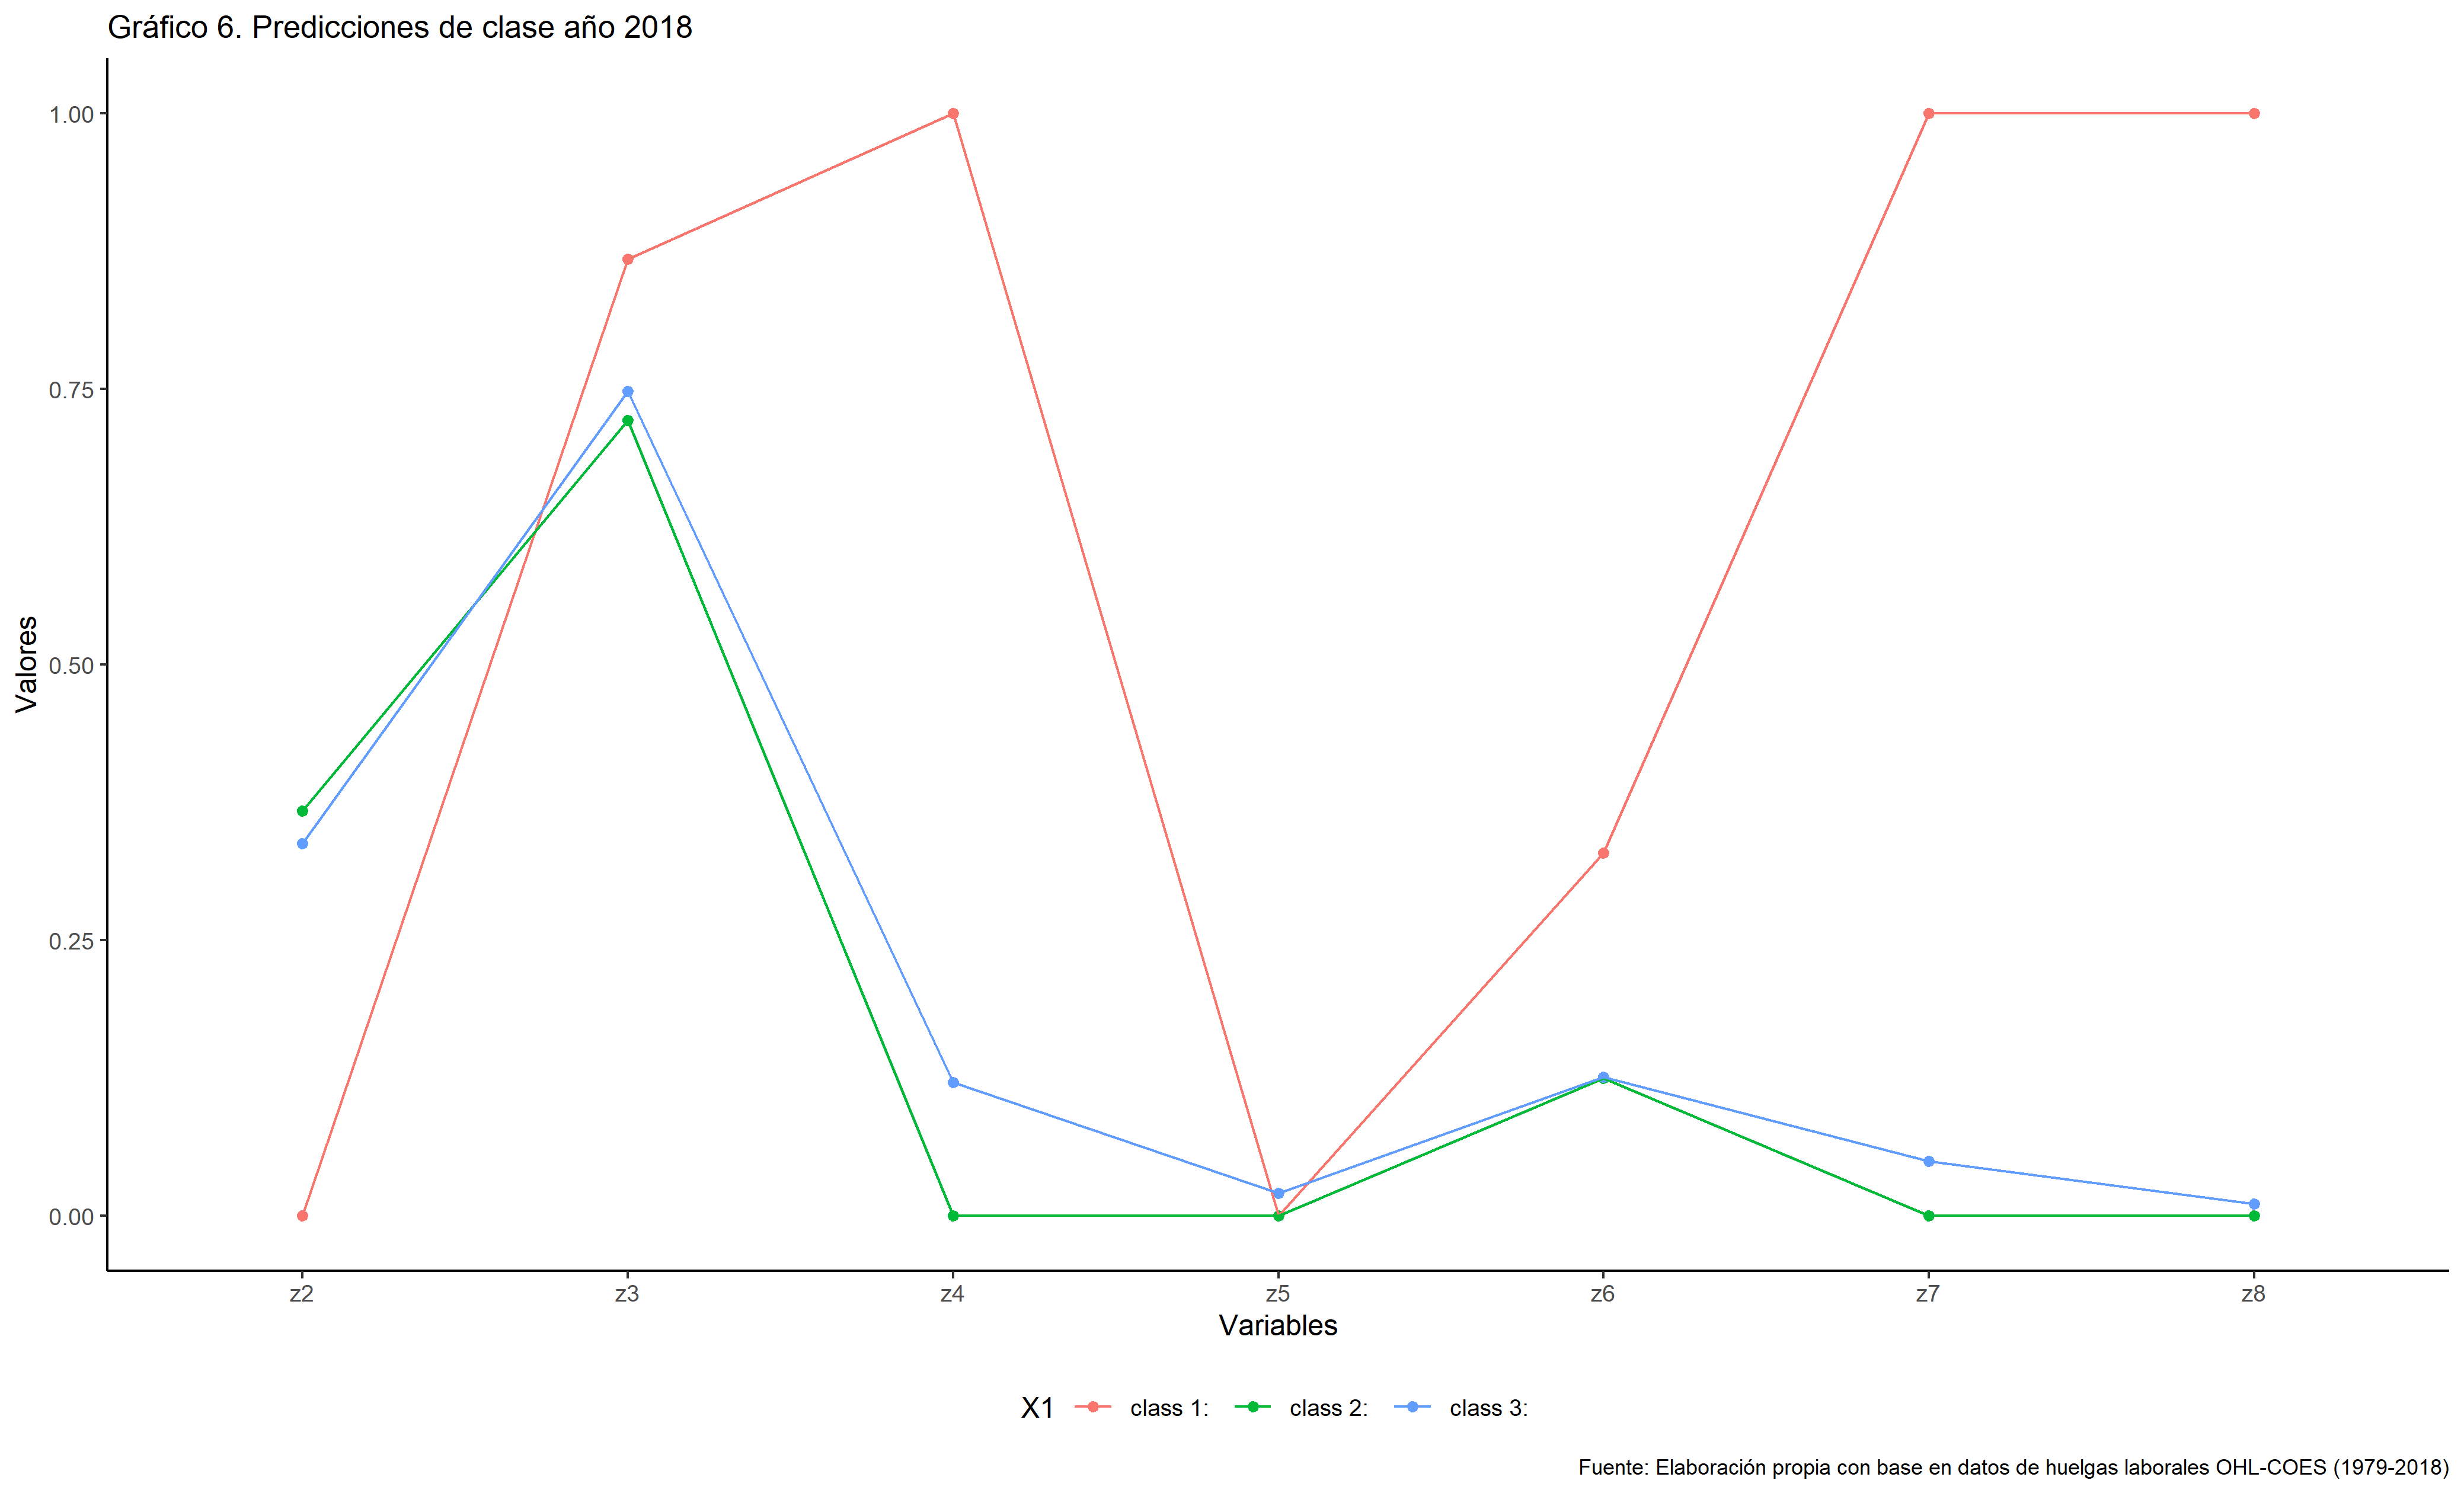 Gráfico 6. Predicciones de clase año 2018
Valores
1.00
0.75
0.50
0.25
0.00
z2 z3 z4 z5 z6 z7 z8
Variables
X1 class 1: class 2: class 3:
Fuente: Elaboración propia con base en datos de huelgas laborales OHL-COES (1979-2018)